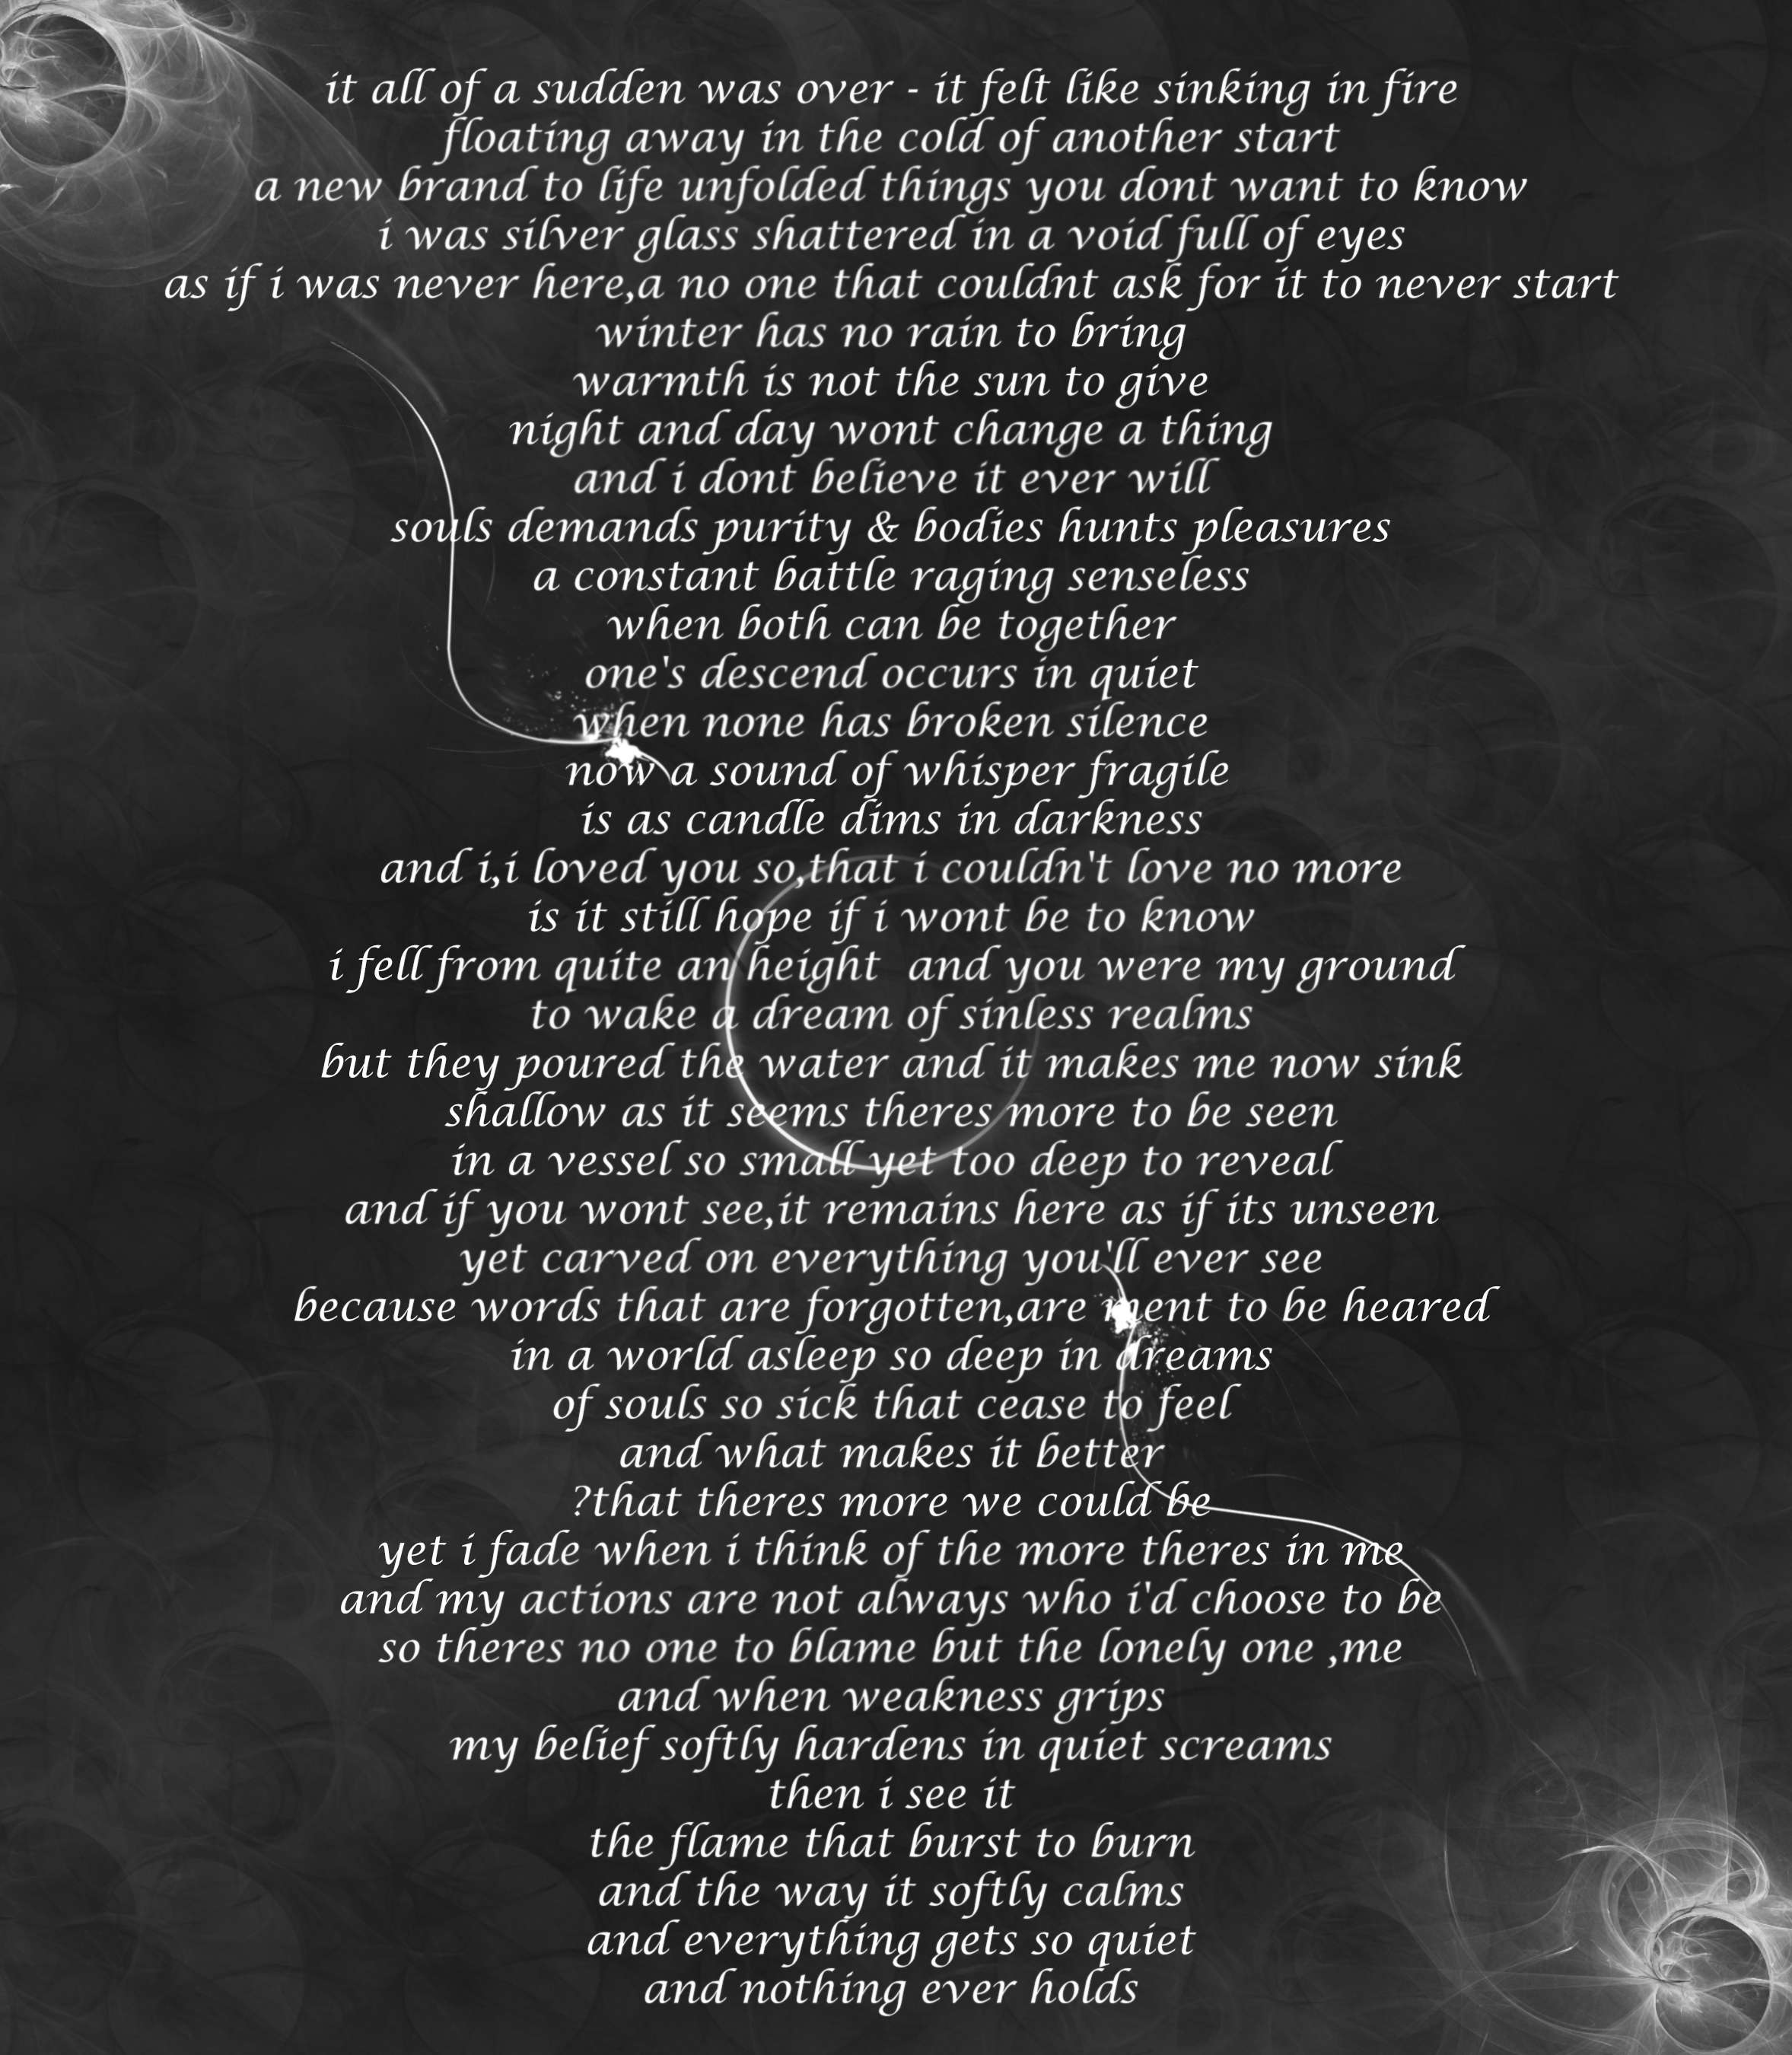 it all of a sudden was over - it felt like sinking in fire
floating away in the cold of another start
a new brand to life unfolded things you dont want to know
i was silver glass shattered in a void full of eyes
as if i was never here,a no one that couldnt ask for it to never start
winter has no rain to bring
warmth is not the sun to give
night and day wont change a thing
and i dont believe it ever will
souls demands purity & bodies hunts pleasures
a constant battle raging senseless
when both can be together
one's descend occurs in quiet
when none has broken silence
now a sound of whisper fragile
is as candle dims in darkness
and i,i loved you so,that i couldn't love no more
is it still hope if i wont be to know
i fell from quite an height  and you were my ground
to wake a dream of sinless realms
but they poured the water and it makes me now sink
shallow as it seems theres more to be seen
in a vessel so small yet too deep to reveal
and if you wont see,it remains here as if its unseen
yet carved on everything you'll ever see
because words that are forgotten,are ment to be heared
in a world asleep so deep in dreams
of souls so sick that cease to feel
and what makes it better
?that theres more we could be
yet i fade when i think of the more theres in me
and my actions are not always who i'd choose to be
so theres no one to blame but the lonely one ,me
and when weakness grips
my belief softly hardens in quiet screams
then i see it
the flame that burst to burn
and the way it softly calms
and everything gets so quiet
and nothing ever holds